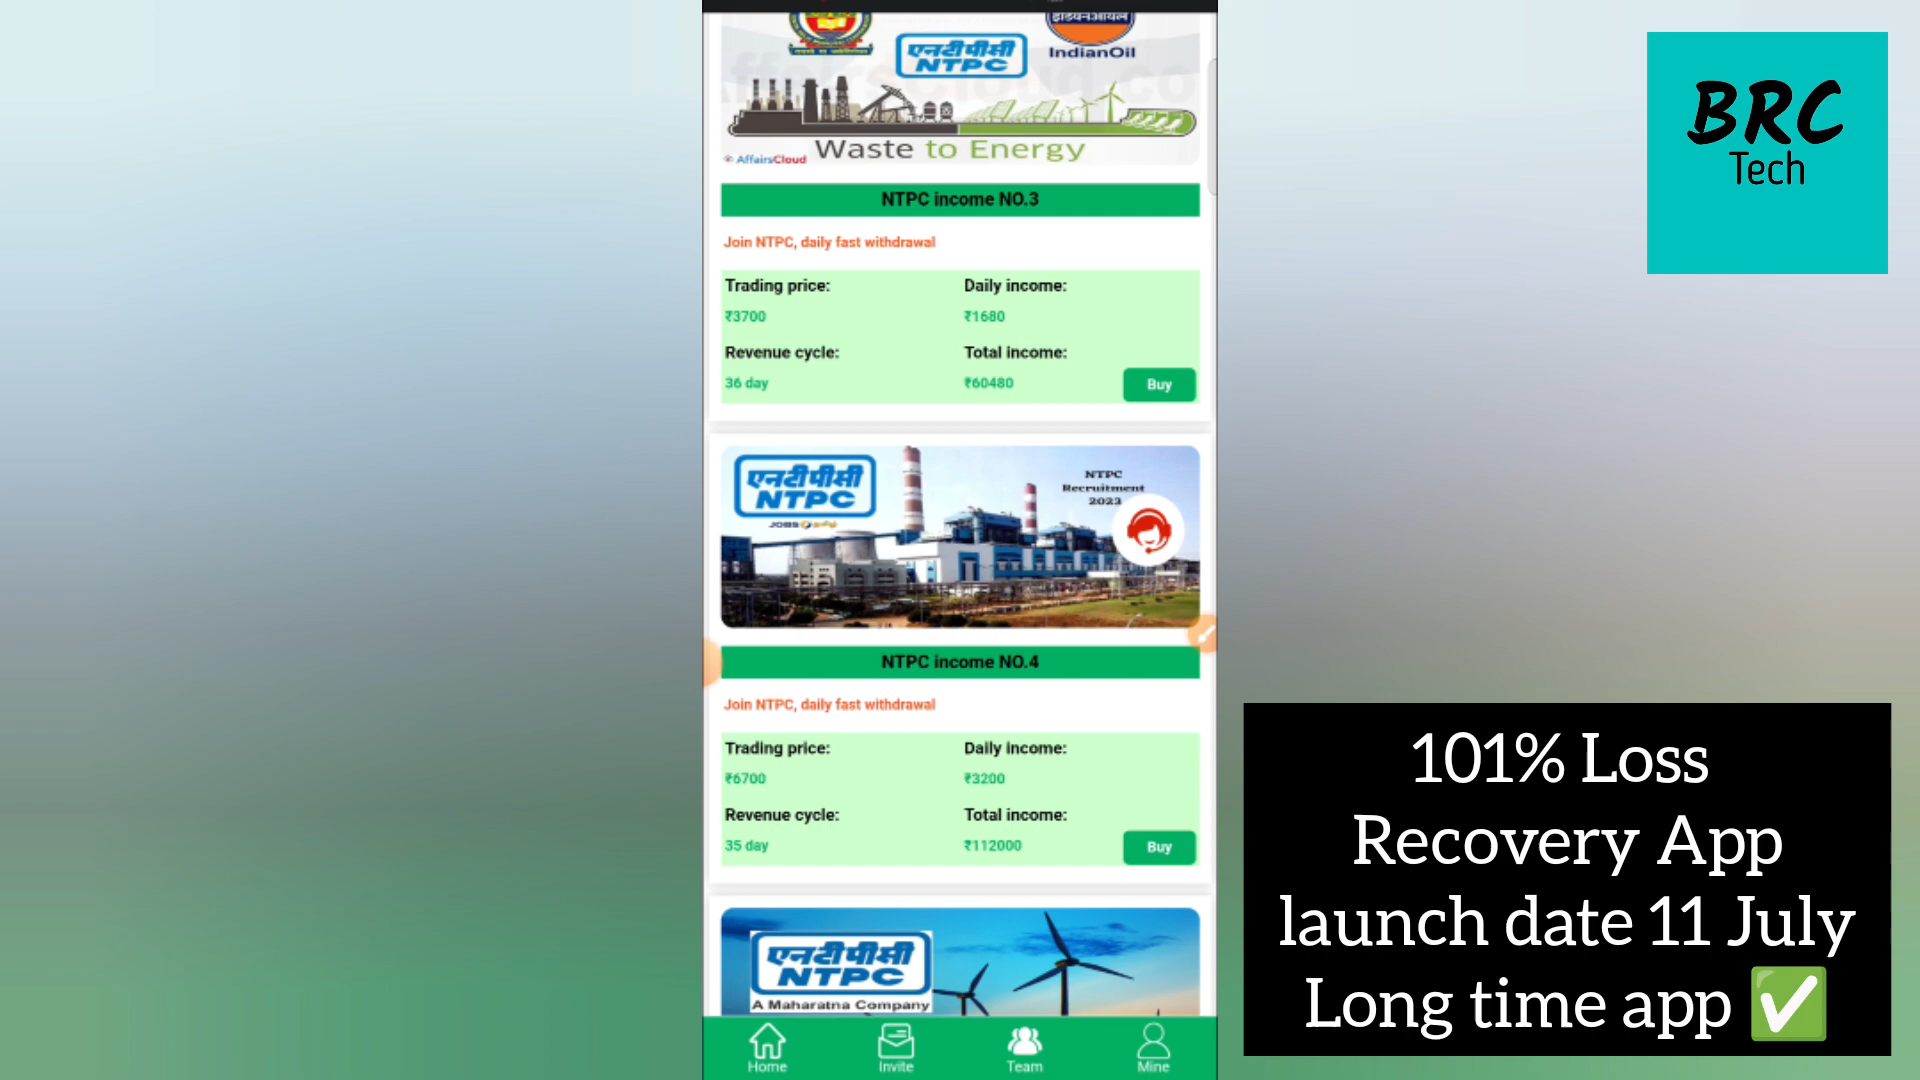 इंडियनऑयल
IndianOil
एनटीपीसी
NTPC
Waste to Energy
AffairsCloud
NTPC income NO.3
Join NTPC, daily fast withdrawal
Trading price:
Daily income:
₹3700
₹1680
Revenue cycle:
Total income:
36 day
₹60480
Buy
एनटीपीसी
NTPC
JOBS
NTPC
Recruitment
2023
NTPC income NO.4
Join NTPC, daily fast withdrawal
Trading price:
Daily income:
₹6700
₹3200
Revenue cycle:
Total income:
35 day
₹112000
Buy
एनटीपीसी
NTPC
A Maharatna Company
Home
Invite
Team
Mine
BRC
Tech
101% Loss
Recovery App
launch date 11 July
Long time app ✅